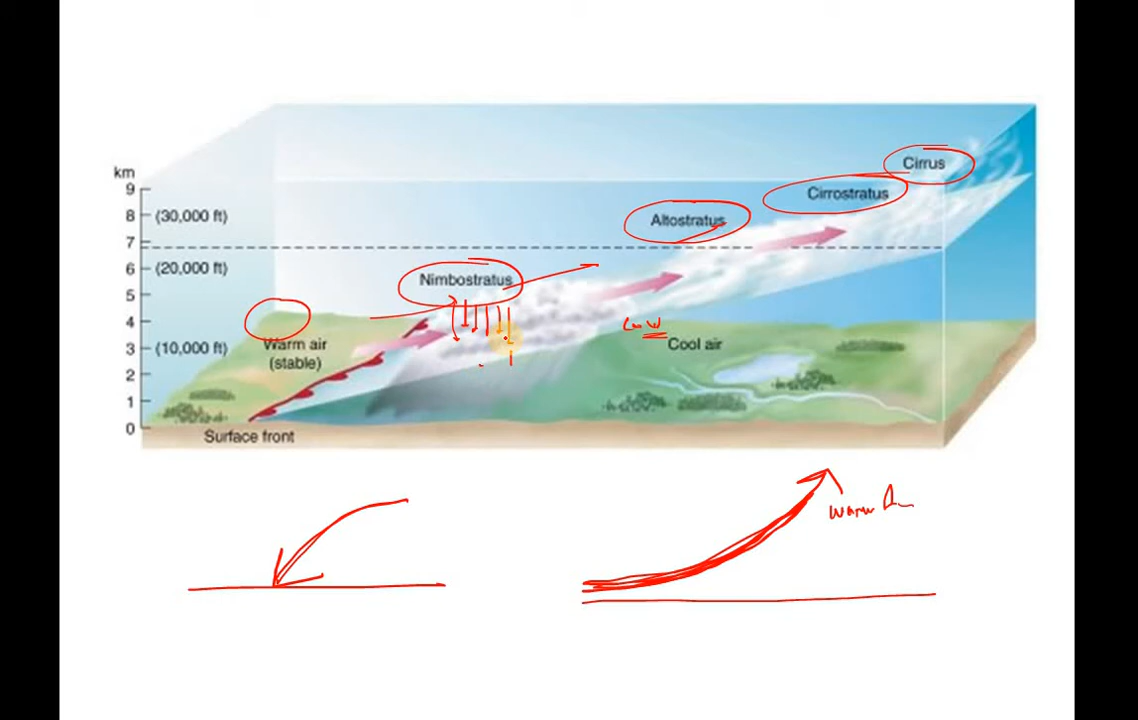 km
9
8 (30,000 ft)
7
6 (20,000 ft)
5
4
3 (10,000 ft)
2
1
0
Cirrus
Cirrostratus
Altostratus
Nimbostratus
Warm air
(stable)
Cool air
Surface front
Warm